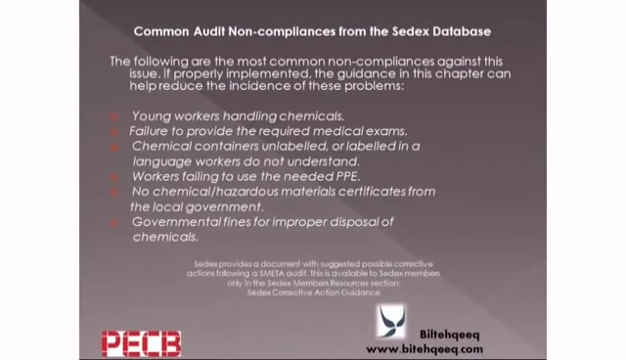 Common Audit Non-compliances from the Sedex Database
The following are the most common non-compliances against this
issue. If properly implemented, the guidance in this chapter can
help reduce the incidence of these problems:
Young workers handling chemicals.
Failure to provide the required medical exams.
Chemical containers unlabelled, or labelled in a
language workers do not understand.
Workers failing to use the needed PPE.
No chemical/hazardous materials certificates from
the local government.
Governmental fines for improper disposal of
chemicals.
Sedex provides a document with suggested possible corrective
actions following a SMETA audit. This is available to Sedex members
only in the Sedex Members Resources section:
Sedex Corrective Action Guidance
PECB
Biltehqeeq
www.bitehqeeq.com